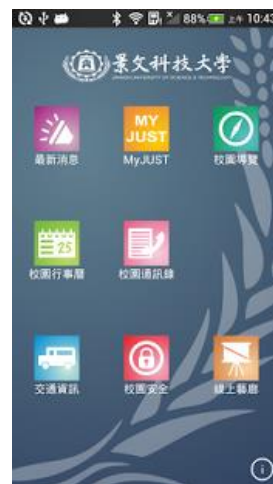 88% 上午 10:43
景文科技大學
MY
JUST
最新消息 MyJUST 校園導覽
25
校園行事曆 校園通訊錄
交通資訊 校園安全 線上藝廊